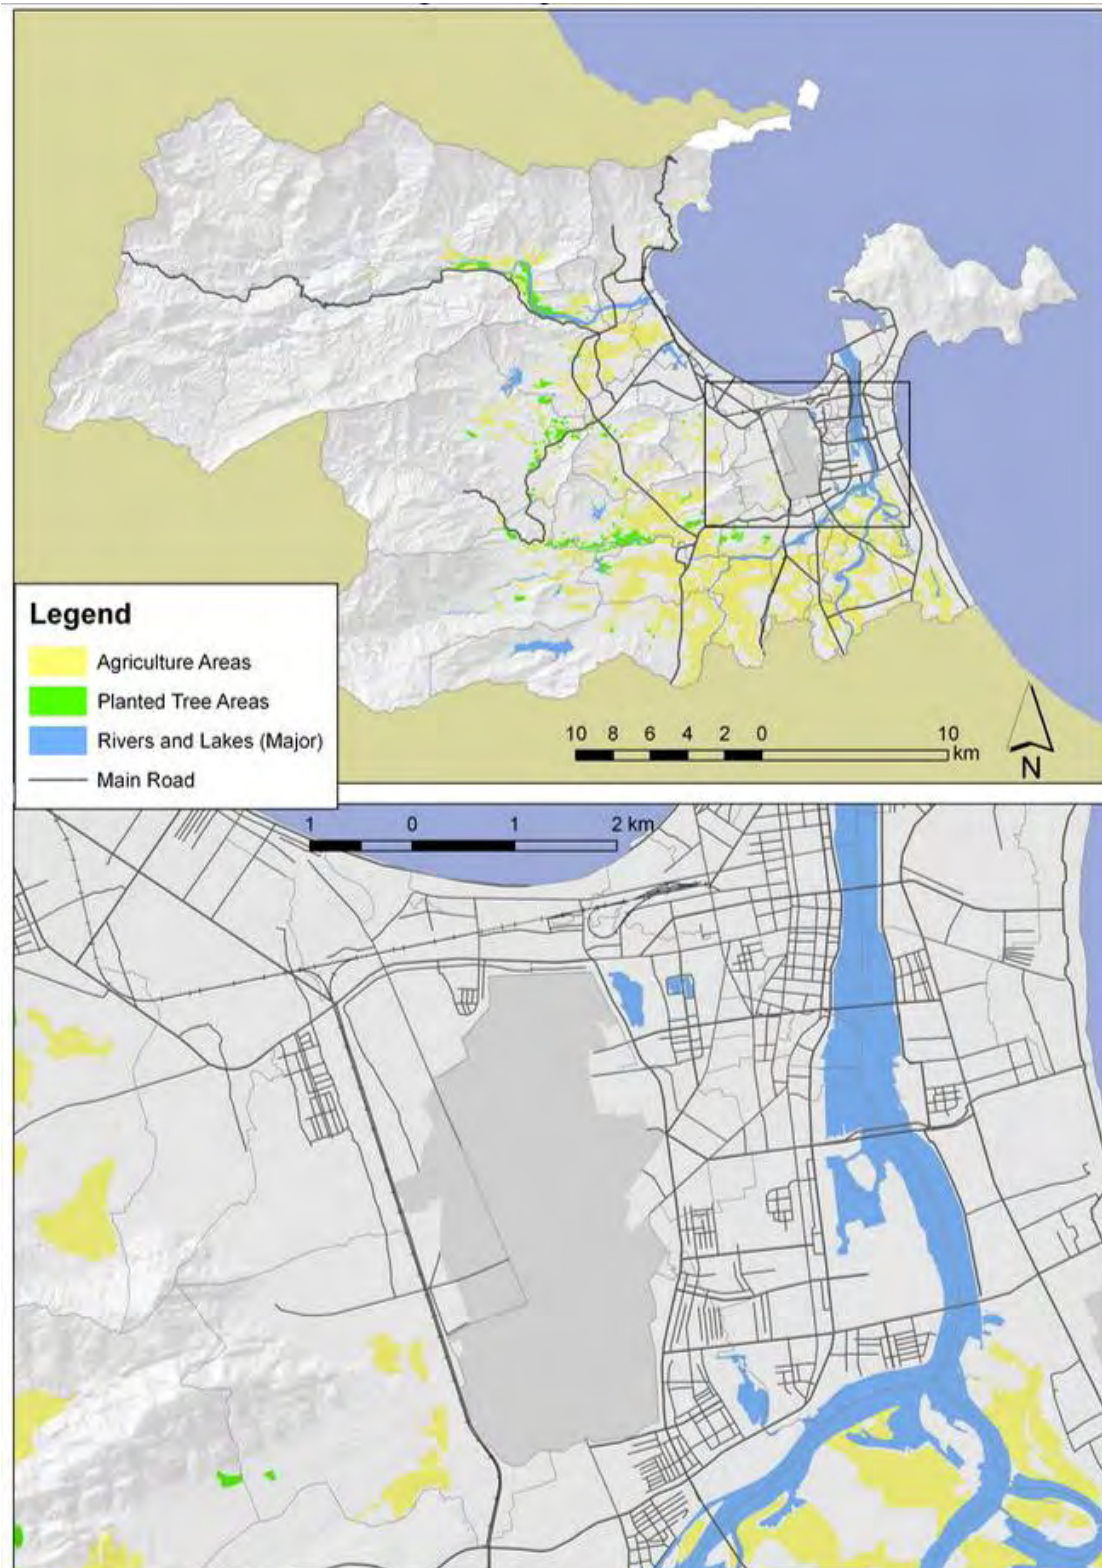 Legend
Agriculture Areas
Planted Tree Areas
Rivers and Lakes (Major)
Main Road
10 8 6 4 2 0 10
km
N
1 0 1 2 km